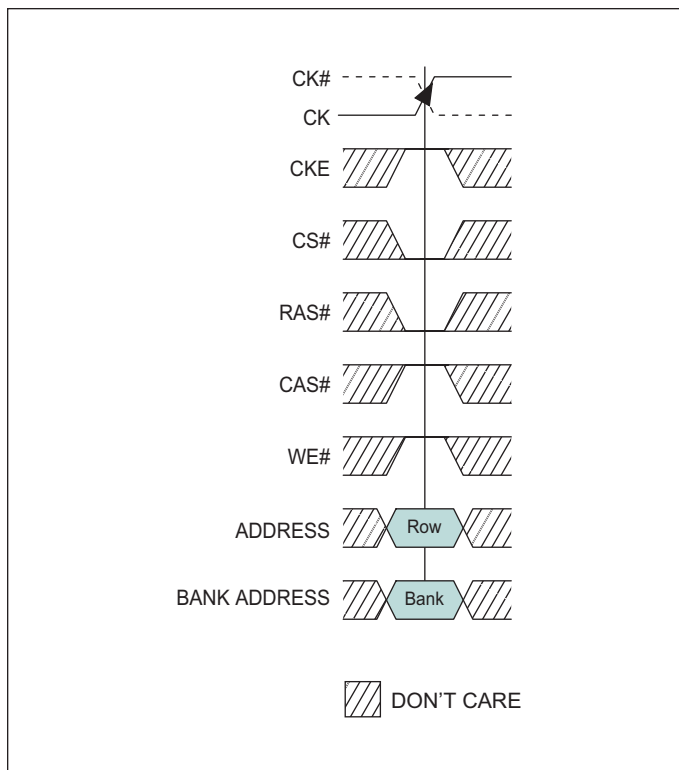 CK#
CK
CKE
CS#
RAS#
CAS#
WE#
ADDRESS
Row
BANK ADDRESS
Bank
DON'T CARE